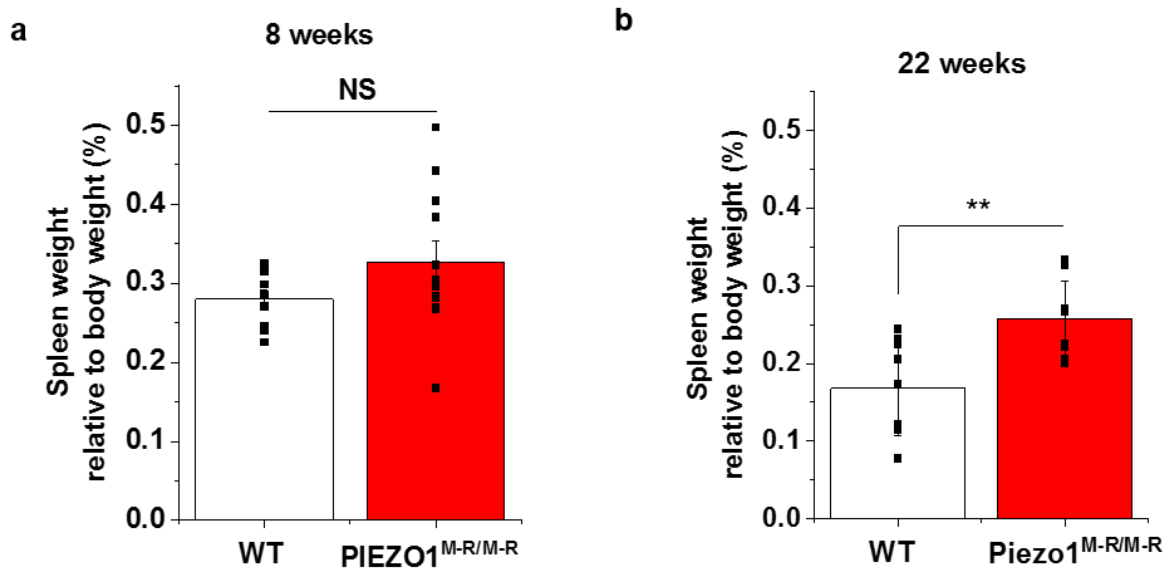 a
8 weeks
NS
Spleen weight
relative to body weight (%)
0.5
0.4
0.3
0.2
0.1
0.0
WT
PIEZO1M-R/M-R
b
22 weeks
**
Spleen weight
relative to body weight (%)
0.5
0.4
0.3
0.2
0.1
0.0
WT
Piezo1M-R/M-R